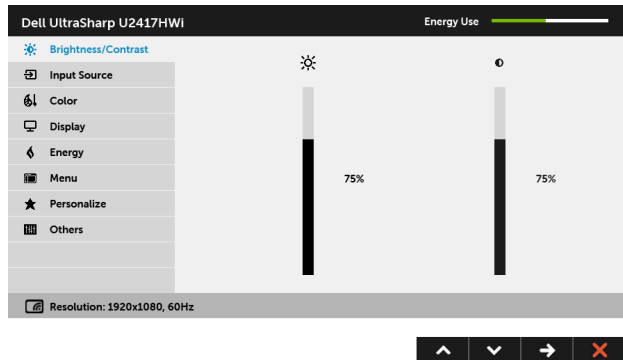 Dell UltraSharp U2417HWi
Energy Use
Brightness/Contrast
Input Source
Color
Display
Energy
Menu
Personalize
Others
75%
75%
Resolution: 1920x1080, 60Hz